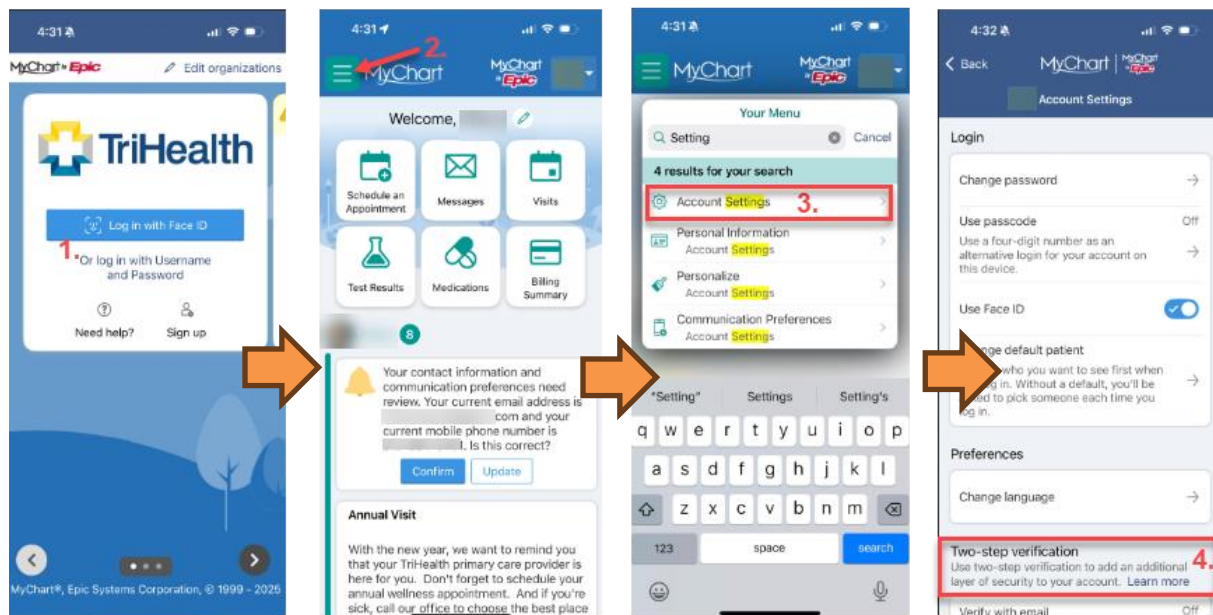 4:31
MyChart by Epic
Edit organizations
TriHealth
Log in with Face ID
1.
Or log in with Username
and Password
Need help?
Sign up
MyChart®, Epic Systems Corporation, © 1999 - 2025
4:31
2.
MyChart
MyChart
by Epic
Welcome,
Schedule an
Appointment
Messages
Visits
Test Results
Medications
Billing
Summary
8
Your contact information and
communication preferences need
review. Your current email address is
com and your
current mobile phone number is
. Is this correct?
Confirm
Update
Annual Visit
With the new year, we want to remind you
that your TriHealth primary care provider is
here for you. Don't forget to schedule your
annual wellness appointment. And if you're
sick, call our office to choose the best place
4:31
MyChart
MyChart
by Epic
Your Menu
Setting
Cancel
4 results for your search
Account Settings
3.
Personal Information
Account Settings
Personalize
Account Settings
Communication Preferences
Account Settings
"Setting"
Settings
Setting's
q w e r t y u i o p
a s d f g h j k l
z x c v b n m
123
space
search
4:32
Back
MyChart
MyChart
by Epic
Account Settings
Login
Change password
Use passcode
Off
Use a four-digit number as an
alternative login for your account on
this device.
Use Face ID
default patient
who you want to see first when
in. Without a default, you'll be
to pick someone each time you
log in.
Preferences
Change language
Two-step verification
4.
Use two-step verification to add an additional
layer of security to your account. Learn more
Verify with email
Off